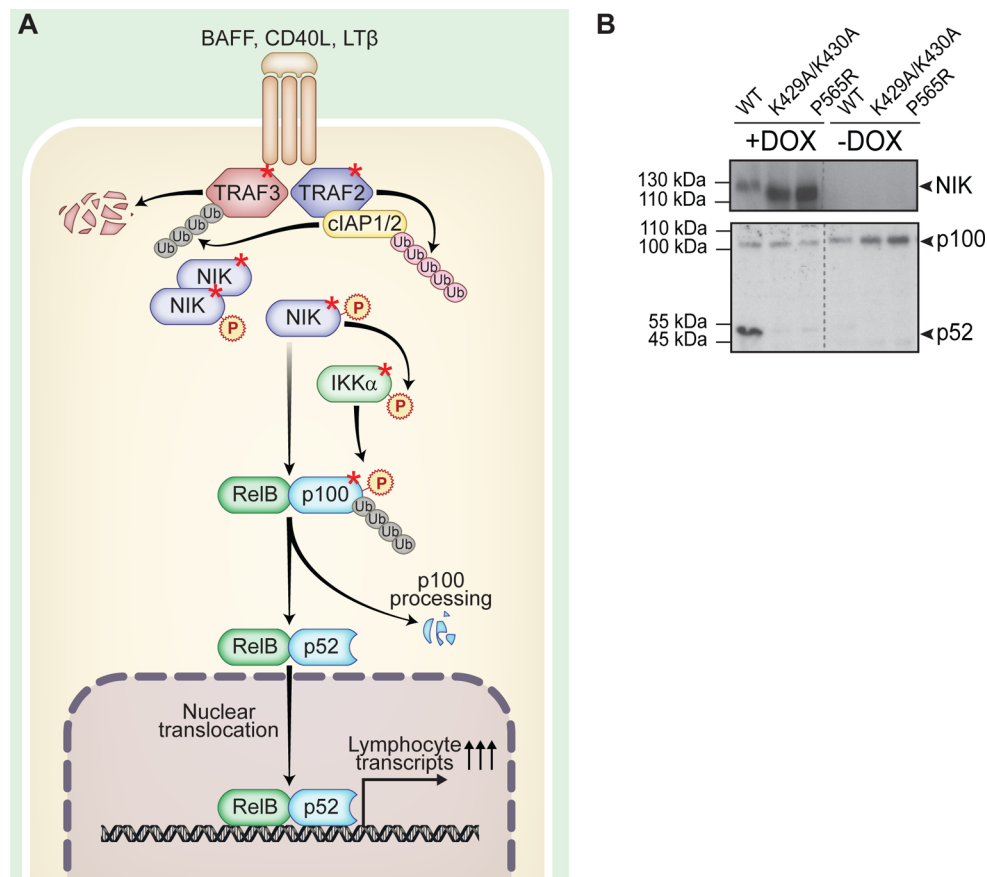 A
BAFF, CD40L, LTβ
TRAF3
TRAF2
cIAP1/2
Ub
Ub
Ub
Ub
Ub
Ub
Ub
Ub
Ub
NIK
NIK
P
NIK
P
IKKα
P
RelB
p100
P
Ub
Ub
Ub
Ub
p100
processing
RelB
p52
Nuclear
translocation
Lymphocyte
transcripts
RelB
p52
B
WT
K429A/K430A
P565R
WT
K429A/K430A
P565R
+DOX
-DOX
130 kDa
110 kDa
NIK
110 kDa
100 kDa
p100
55 kDa
45 kDa
p52